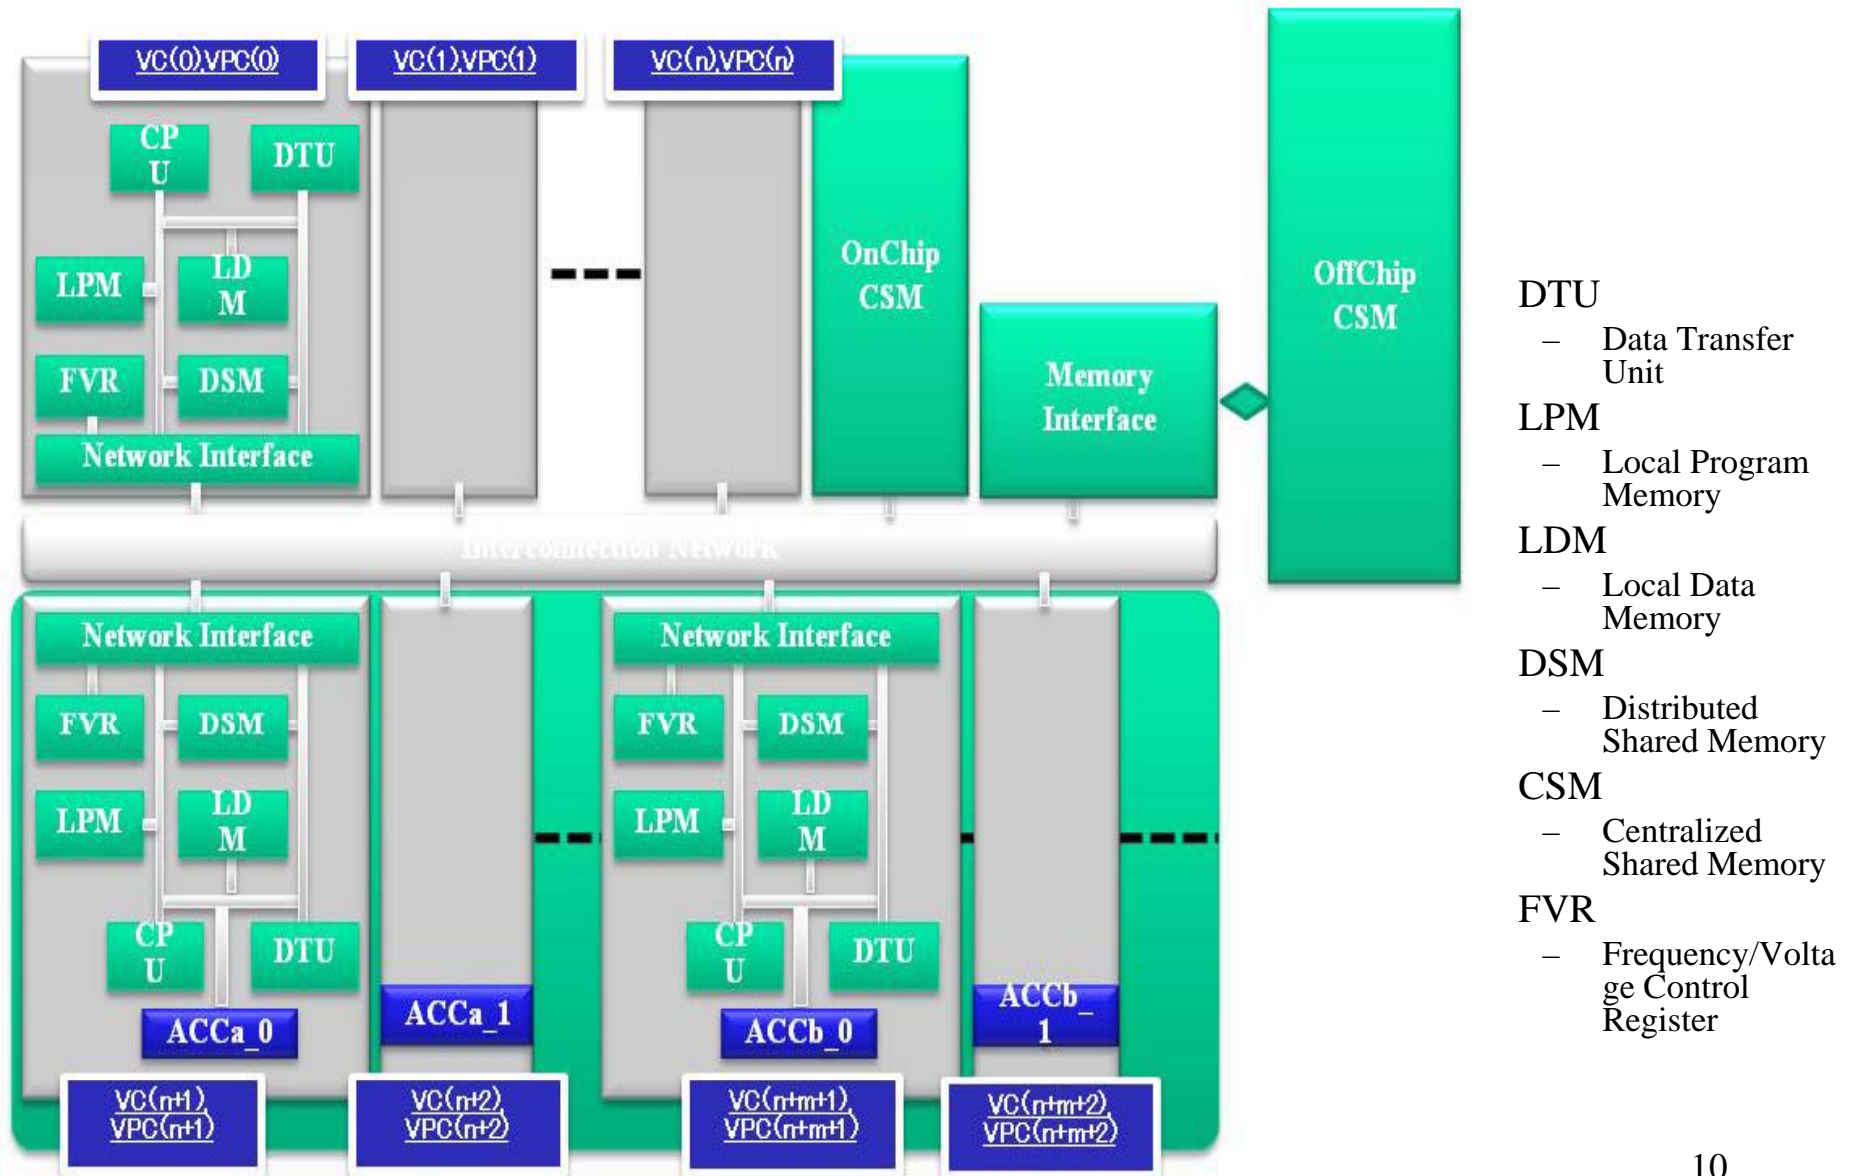 VC(0),VPC(0)
VC(1),VPC(1)
VC(n),VPC(n)
CP
U
DTU
LPM
LD
M
FVR
DSM
Network Interface
OnChip
CSM
Memory
Interface
OffChip
CSM
Interconnection Network
Network Interface
FVR
DSM
LPM
LD
M
CP
U
DTU
ACCa_0
ACCa_1
Network Interface
FVR
DSM
LPM
LD
M
CP
U
DTU
ACCb_0
ACCb_
1
VC(n+1),
VPC(n+1)
VC(n+2),
VPC(n+2)
VC(n+m+1),
VPC(n+m+1)
VC(n+m+2),
VPC(n+m+2)
DTU
– Data Transfer
Unit
LPM
– Local Program
Memory
LDM
– Local Data
Memory
DSM
– Distributed
Shared Memory
CSM
– Centralized
Shared Memory
FVR
– Frequency/Volta
ge Control
Register
10